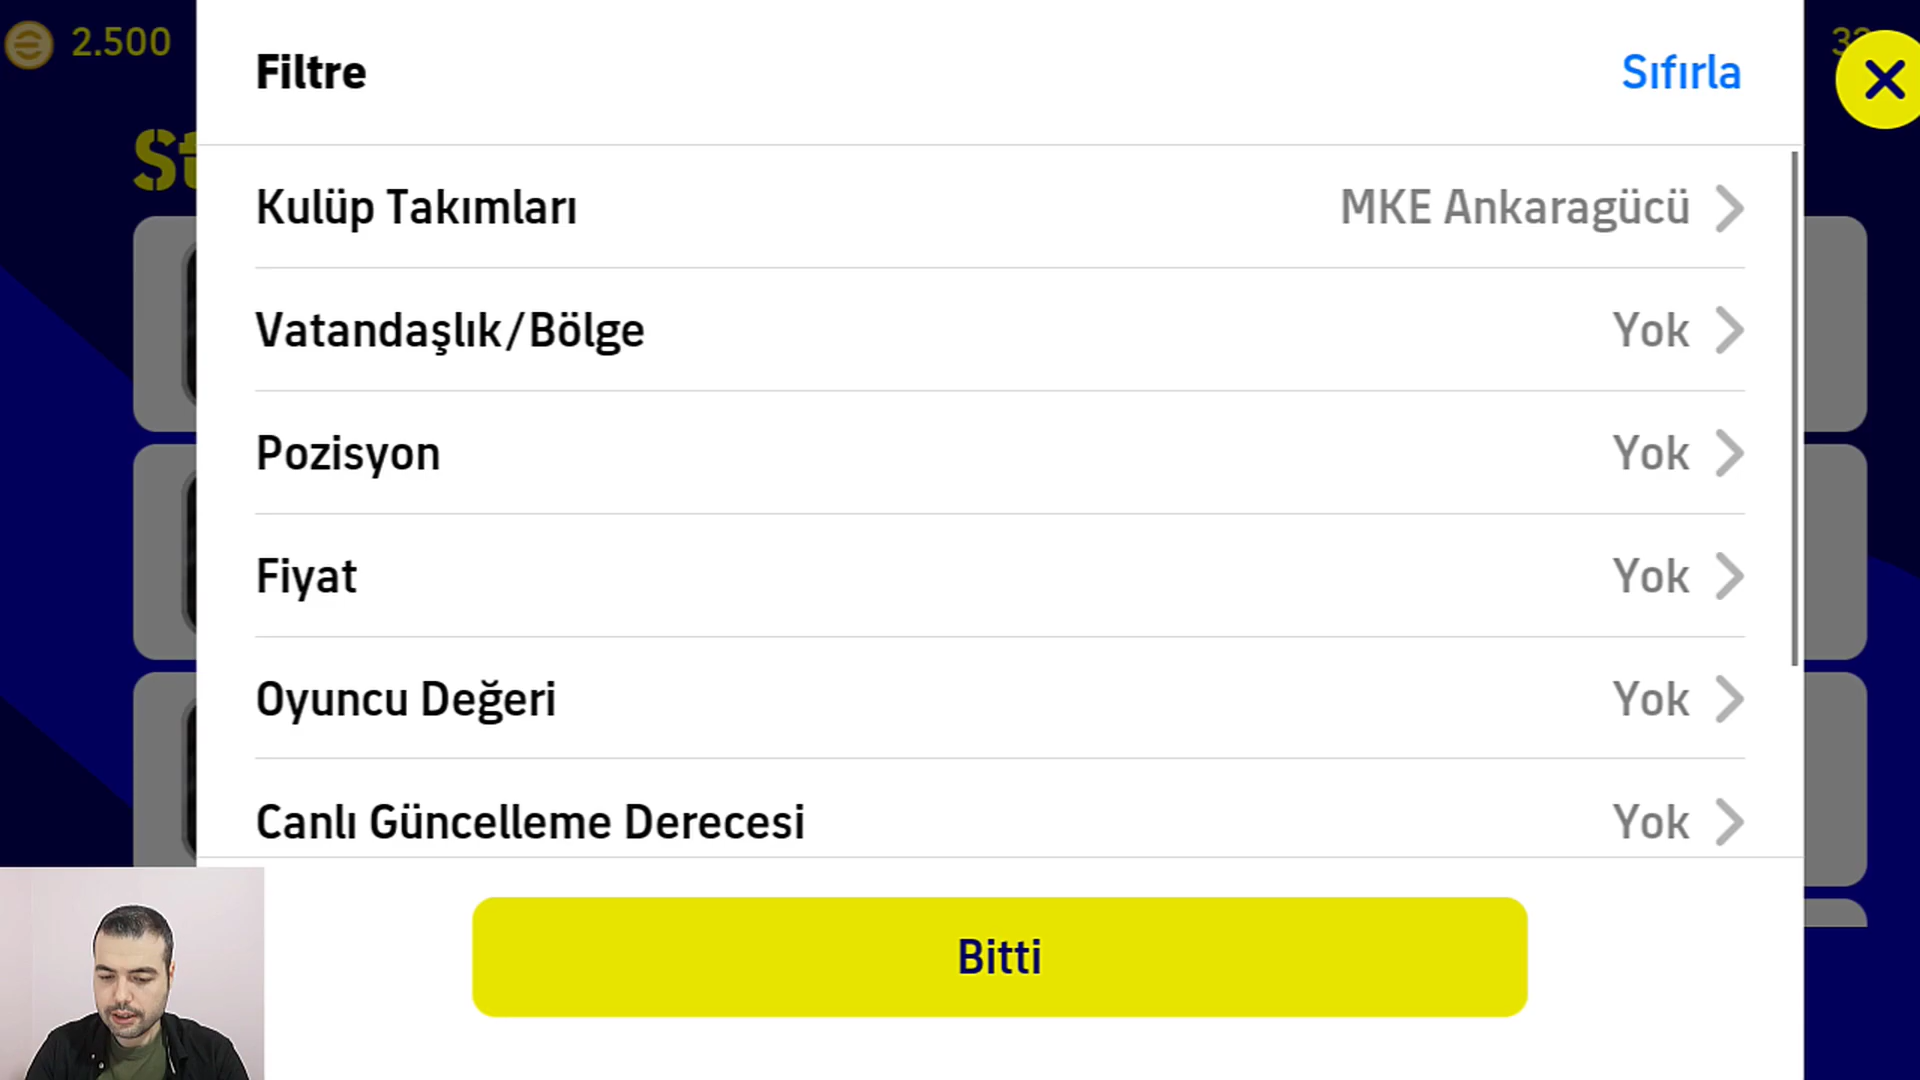 2.500
Filtre
Sıfırla
Kulüp Takımları
MKE Ankaragücü
Vatandaşlık/Bölge
Yok
Pozisyon
Yok
Fiyat
Yok
Oyuncu Değeri
Yok
Canlı Güncelleme Derecesi
Yok
Bitti